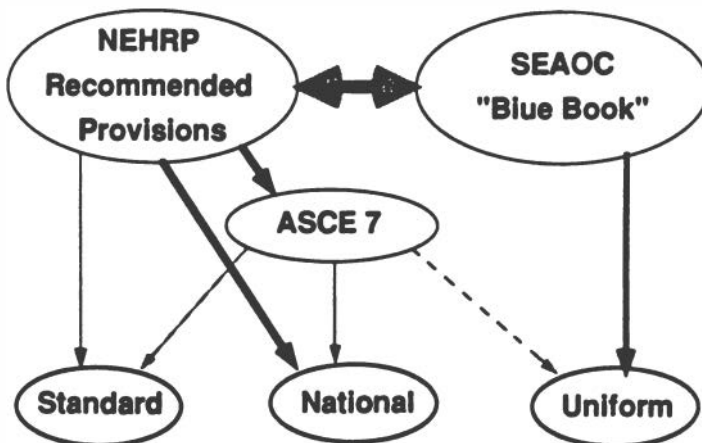 NEHRP
Recommended
Provisions
SEAOC
"Blue Book"
ASCE 7
Standard
National
Uniform